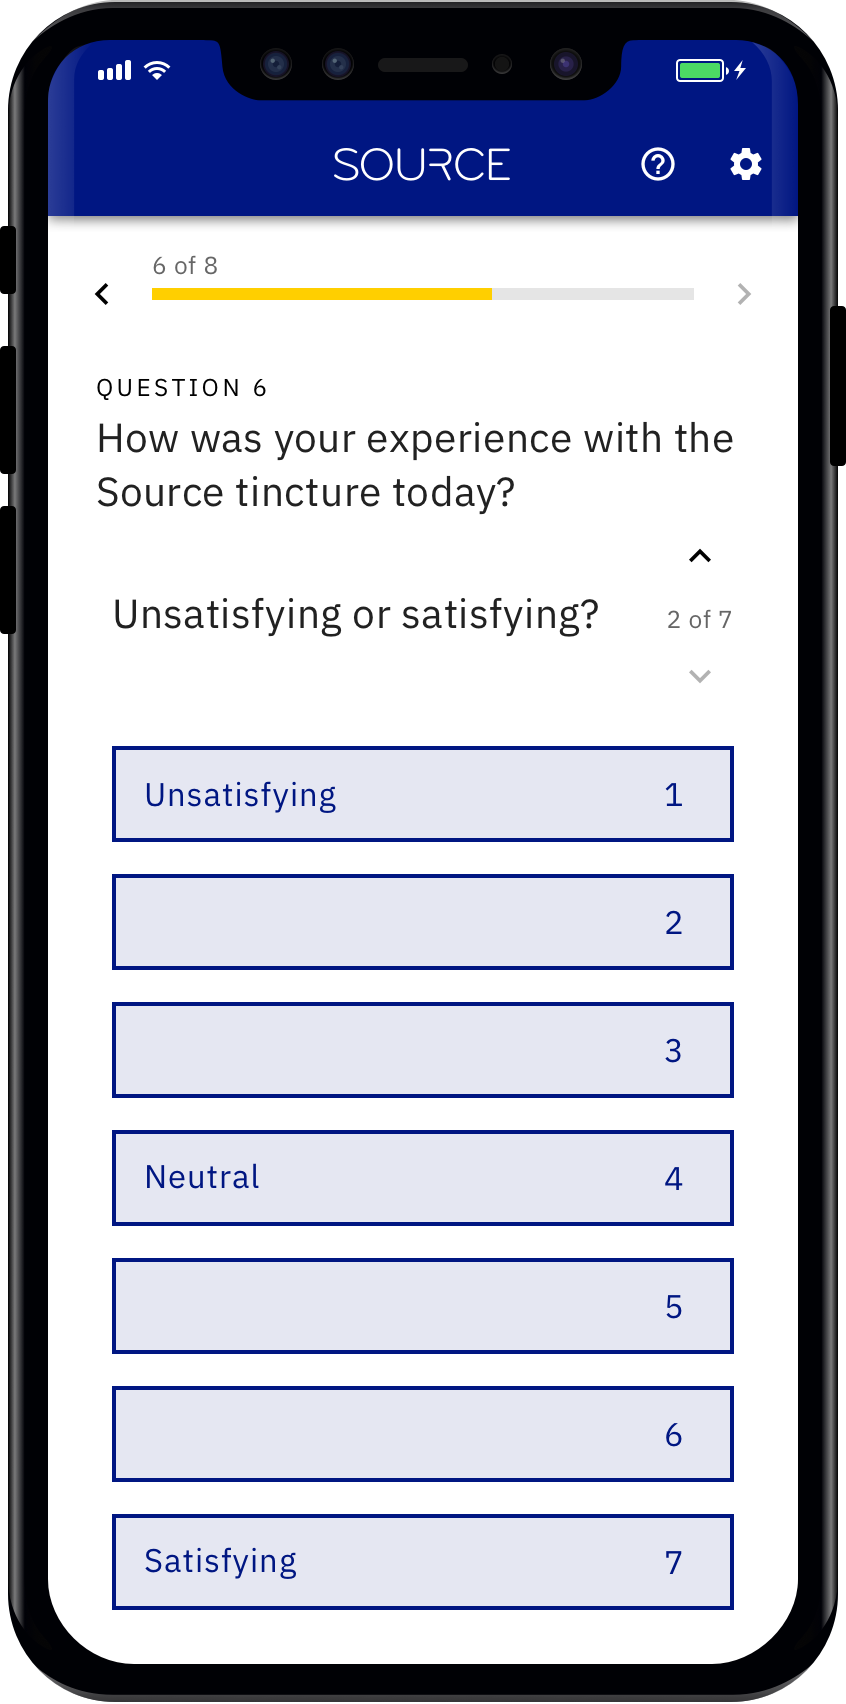 SOURCE
6 of 8
QUESTION 6
How was your experience with the
Source tincture today?
Unsatisfying or satisfying?
2 of 7
Unsatisfying 1
2
3
Neutral 4
5
6
Satisfying 7